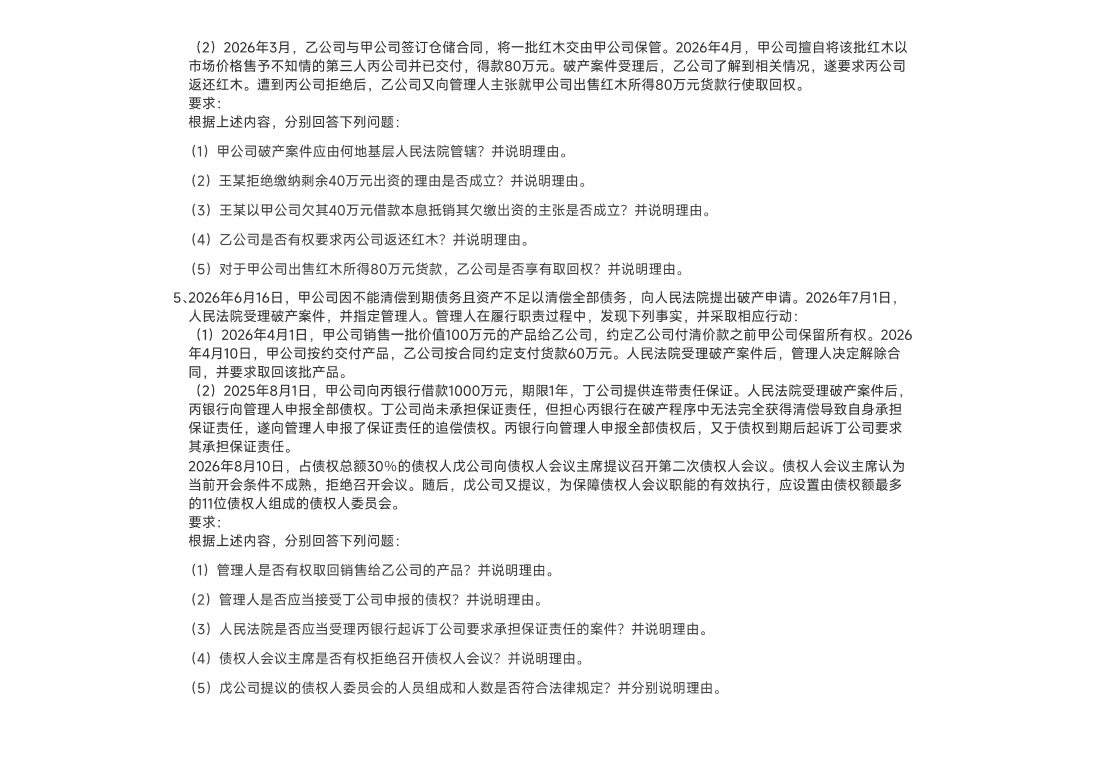 （2）2026年3月，乙公司与甲公司签订仓储合同，将一批红木交由甲公司保管。2026年4月，甲公司擅自将该批红木以
市场价格售予不知情的第三人丙公司并已交付，得款80万元。破产案件受理后，乙公司了解到相关情况，遂要求丙公司
返还红木。遭到丙公司拒绝后，乙公司又向管理人主张就甲公司出售红木所得80万元货款行使取回权。
要求：
根据上述内容，分别回答下列问题：
（1）甲公司破产案件应由何地基层人民法院管辖？并说明理由。
（2）王某拒绝缴纳剩余40万元出资的理由是否成立？并说明理由。
（3）王某以甲公司欠其40万元借款本息抵销其欠缴出资的主张是否成立？并说明理由。
（4）乙公司是否有权要求丙公司返还红木？并说明理由。
（5）对于甲公司出售红木所得80万元货款，乙公司是否享有取回权？并说明理由。
5、2026年6月16日，甲公司因不能清偿到期债务且资产不足以清偿全部债务，向人民法院提出破产申请。2026年7月1日，
人民法院受理破产案件，并指定管理人。管理人在履行职责过程中，发现下列事实，并采取相应行动：
（1）2026年4月1日，甲公司销售一批价值100万元的产品给乙公司，约定乙公司付清价款之前甲公司保留所有权。2026
年4月10日，甲公司按约交付产品，乙公司按合同约定支付货款60万元。人民法院受理破产案件后，管理人决定解除合
同，并要求取回该批产品。
（2）2025年8月1日，甲公司向丙银行借款1000万元，期限1年，丁公司提供连带责任保证。人民法院受理破产案件后，
丙银行向管理人申报全部债权。丁公司尚未承担保证责任，但担心丙银行在破产程序中无法完全获得清偿导致自身承担
保证责任，遂向管理人申报了保证责任的追偿债权。丙银行向管理人申报全部债权后，又于债权到期后起诉丁公司要求
其承担保证责任。
2026年8月10日，占债权总额30%的债权人戊公司向债权人会议主席提议召开第二次债权人会议。债权人会议主席认为
当前开会条件不成熟，拒绝召开会议。随后，戊公司又提议，为保障债权人会议职能的有效执行，应设置由债权额最多
的11位债权人组成的债权人委员会。
要求：
根据上述内容，分别回答下列问题：
（1）管理人是否有权取回销售给乙公司的产品？并说明理由。
（2）管理人是否应当接受丁公司申报的债权？并说明理由。
（3）人民法院是否应当受理丙银行起诉丁公司要求承担保证责任的案件？并说明理由。
（4）债权人会议主席是否有权拒绝召开债权人会议？并说明理由。
（5）戊公司提议的债权人委员会的人员组成和人数是否符合法律规定？并分别说明理由。